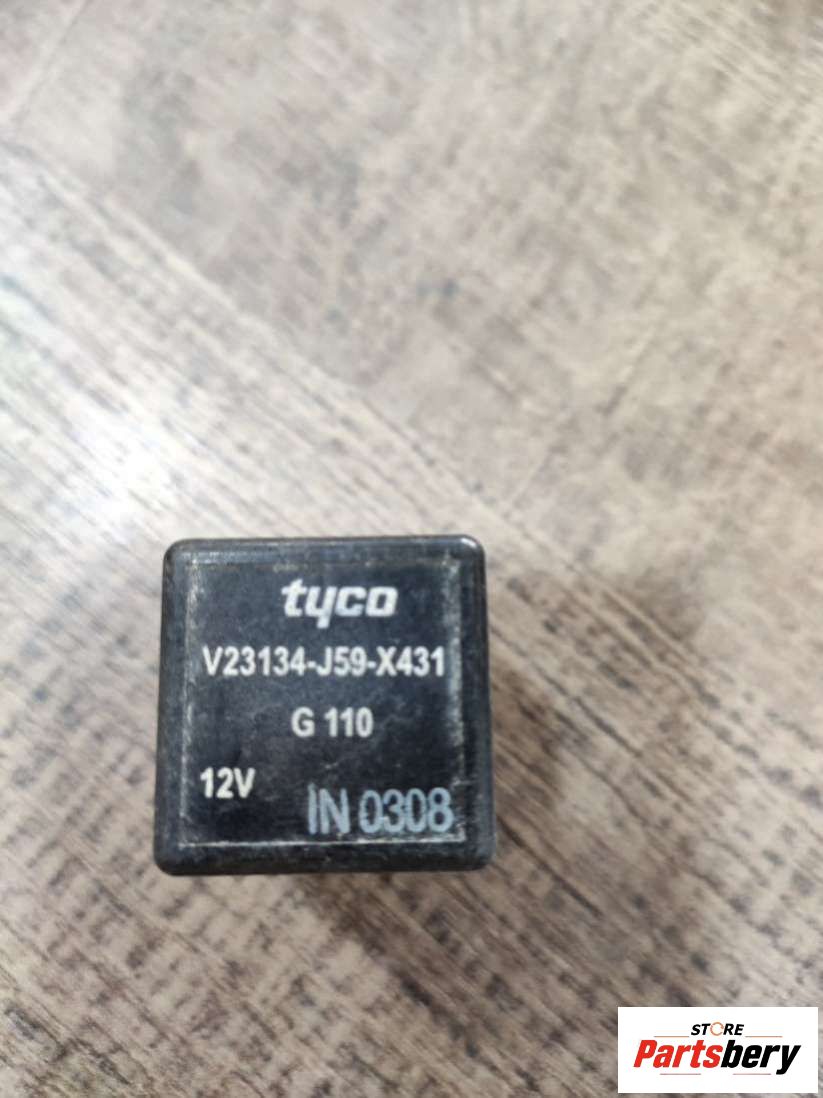 tyco
V23134-J59-X431
G 110
12V
IN 0308
STORE
Partsbery